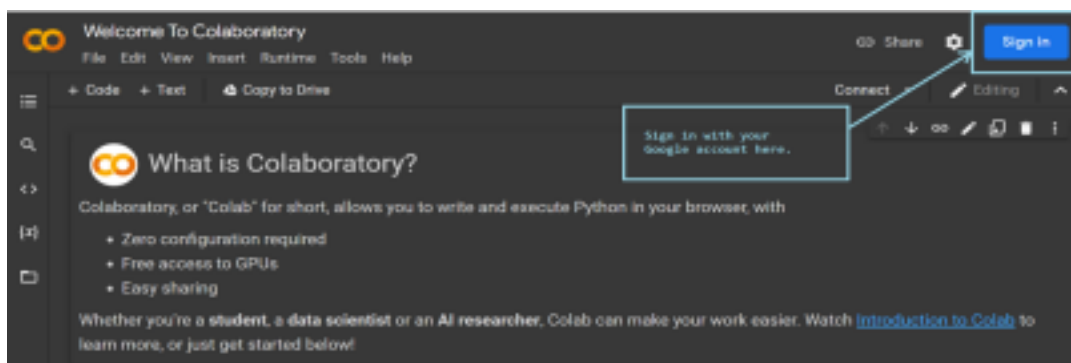 Welcome To Colaboratory
File Edit View Insert Runtime Tools Help
Share
Sign in
+ Code + Text Copy to Drive
Connect
Editing
Sign in with your
Google account here.
What is Colaboratory?
Colaboratory, or "Colab" for short, allows you to write and execute Python in your browser, with
• Zero configuration required
• Free access to GPUs
• Easy sharing
Whether you're a student, a data scientist or an AI researcher, Colab can make your work easier. Watch Introduction to Colab to
learn more, or just get started below!